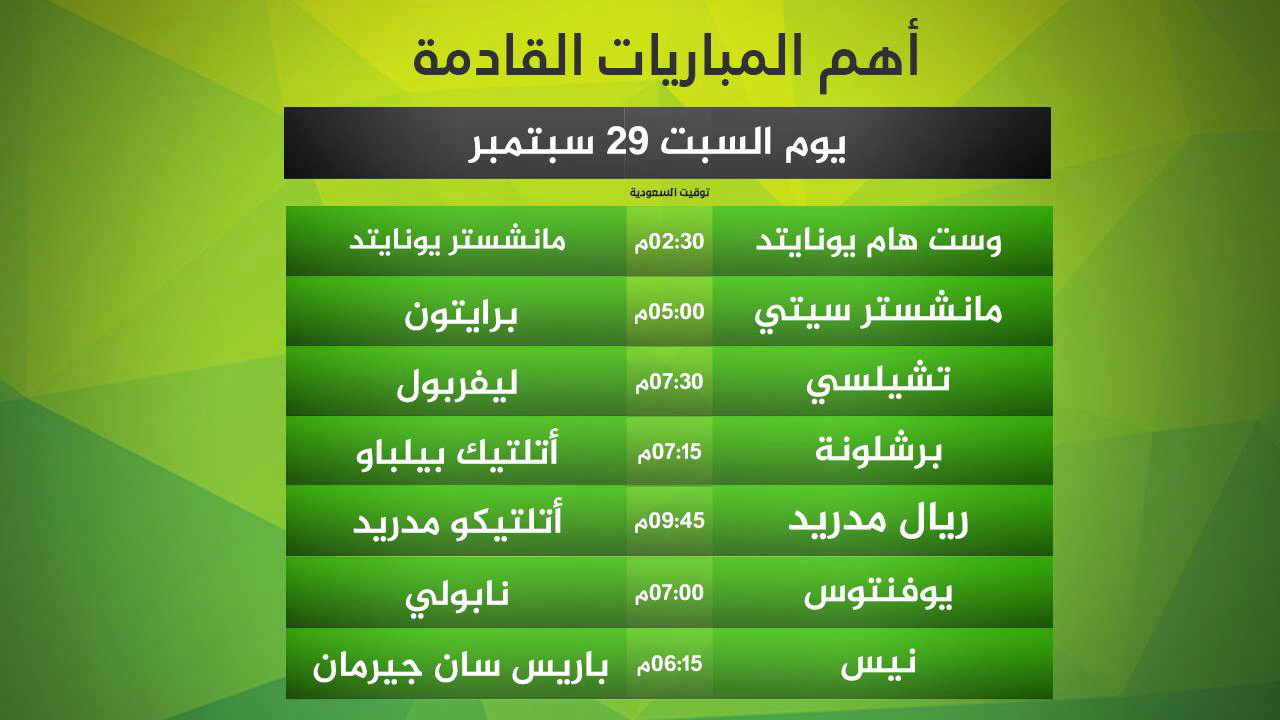 أهم المباريات القادمة
يوم السبت 29 سبتمبر
توقيت السعودية
وست هام يونايتد 02:30م مانشستر يونايتد
مانشستر سيتي 05:00م برايتون
تشيلسي 07:30م ليفربول
برشلونة 07:15م أتلتيك بيلباو
ريال مدريد 09:45م أتلتيكو مدريد
يوفنتوس 07:00م نابولي
نيس 06:15م باريس سان جيرمان